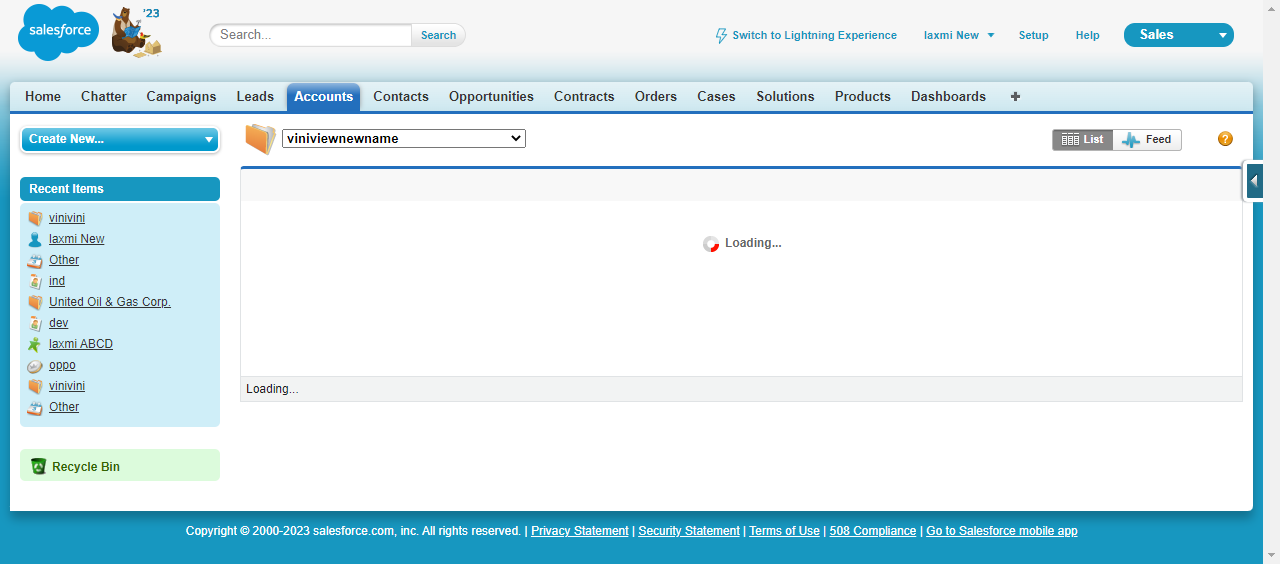 salesforce
'23
Search...
Search
Switch to Lightning Experience
laxmi New
Setup
Help
Sales
Home Chatter Campaigns Leads Accounts Contacts Opportunities Contracts Orders Cases Solutions Products Dashboards +
Create New...
viniviewnewname
List
Feed
?
Recent Items
vinivini
laxmi New
Other
ind
United Oil & Gas Corp.
dev
laxmi ABCD
oppo
vinivini
Other
Recycle Bin
Loading...
Loading...
Copyright © 2000-2023 salesforce.com, inc. All rights reserved. | Privacy Statement | Security Statement | Terms of Use | 508 Compliance | Go to Salesforce mobile app